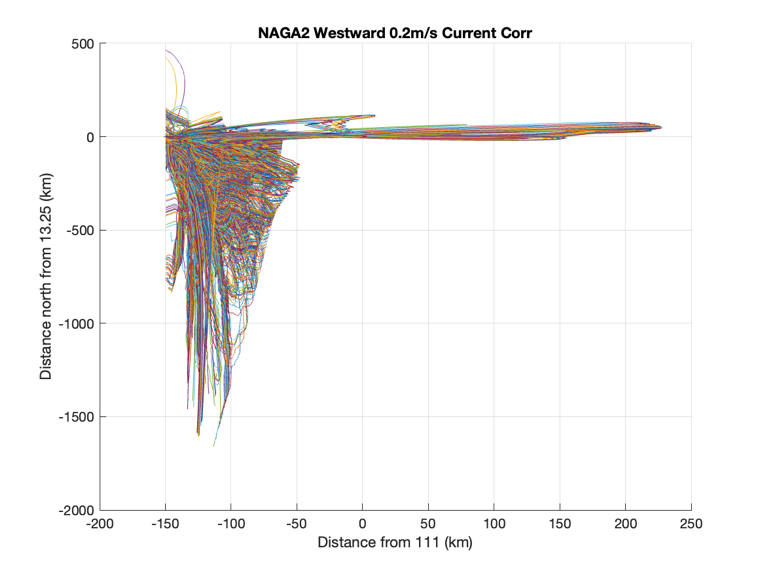 NAGA2 Westward 0.2m/s Current Corr
500
0
-500
-1000
-1500
-2000
Distance north from 13.25 (km)
-200 -150 -100 -50 0 50 100 150 200 250
Distance from 111 (km)